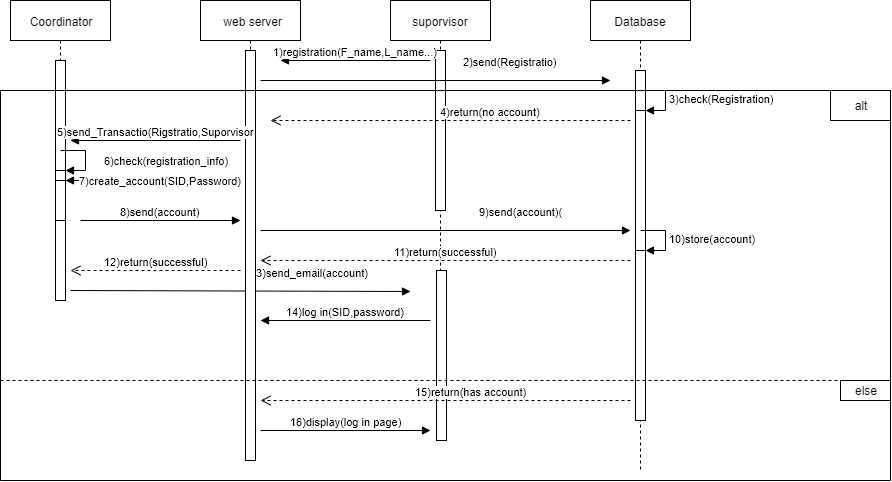 Coordinator
web server
suporvisor
Database
1)registration(F_name,L_name...)
2)send(Registratio)
3)check(Registration)
alt
4)return(no account)
5)send_Transactio(Rigstratio,Suporvisor
6)check(registration_info)
7)create_account(SID,Password)
8)send(account)
9)send(account)(
10)store(account)
11)return(successful)
12)return(successful)
3)send_email(account)
14)log in(SID,password)
else
15)return(has account)
16)display(log in page)